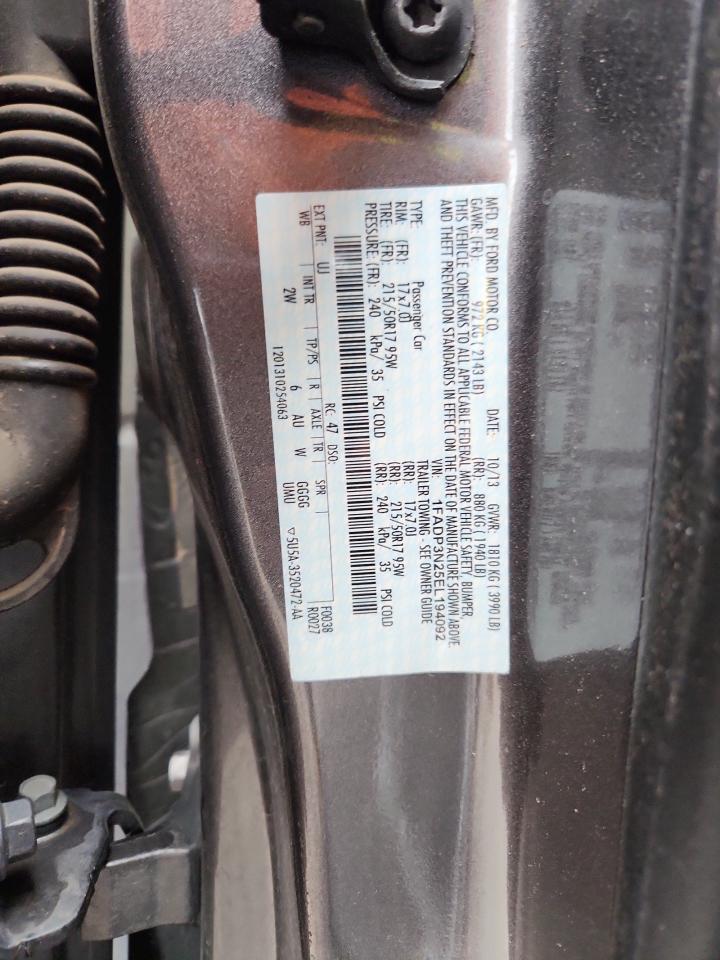 MFD. BY FORD MOTOR CO.
DATE: 10/13 GVWR: 1810 KG ( 3990 LB)
GAWR: (FR): 972 KG ( 2143 LB) (RR): 880 KG ( 1940 LB)
THIS VEHICLE CONFORMS TO ALL APPLICABLE FEDERAL MOTOR VEHICLE SAFETY, BUMPER,
AND THEFT PREVENTION STANDARDS IN EFFECT ON THE DATE OF MANUFACTURE SHOWN ABOVE.
VIN: 1FADP3N25EL194092
TYPE: Passenger Car TRAILER TOWING - SEE OWNER GUIDE
RIM: (FR): 17x7.0J (RR): 17x7.0J
TIRE: (FR): 215/50R17 95W (RR): 215/50R17 95W
PRESSURE: (FR): 240 kPa/ 35 PSI COLD (RR): 240 kPa/ 35 PSI COLD
EXT PNT: UJ RC: 47 DSO: F0038
WB INT TR TP/PS R AXLE TR SPR R0027
2W 6 AU W GGGG
UMU
1201310254063 ▽5U5A-3520472-AA